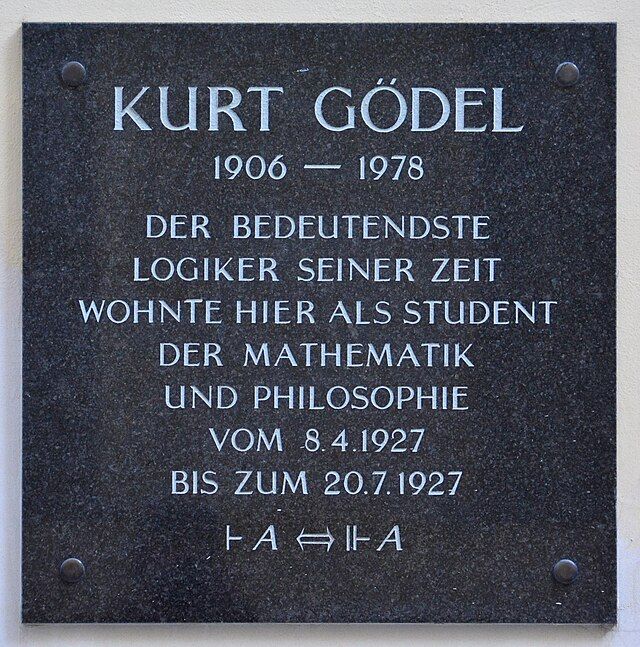 KURT GÖDEL
1906 — 1978
DER BEDEUTENDSTE
LOGIKER SEINER ZEIT
WOHNTE HIER ALS STUDENT
DER MATHEMATIK
UND PHILOSOPHIE
VOM 8.4.1927
BIS ZUM 20.7.1927
⊢A ⇔ ⊩A